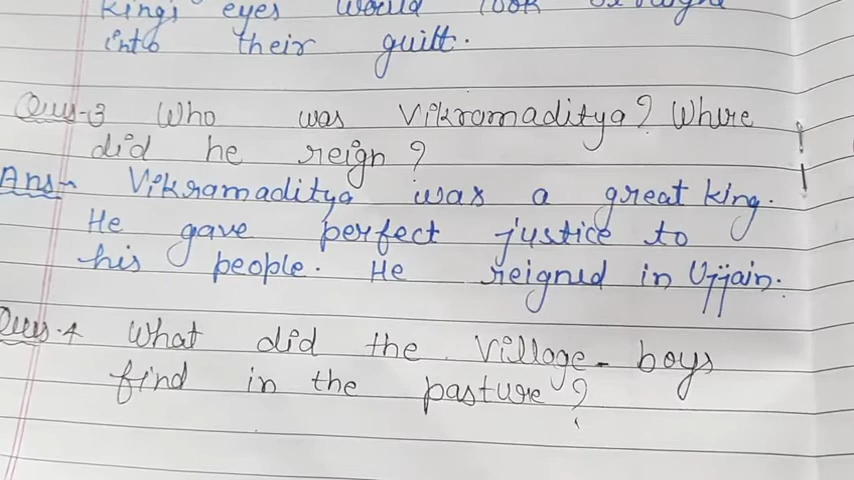 king's eyes would look straight
into their guilt.
Ques-3 Who was Vikramaditya? Where
did he reign?
Ans- Vikramaditya was a great king.
He gave perfect justice to
his people. He reigned in Ujjain.
Ques-4 What did the village-boys
find in the pasture?